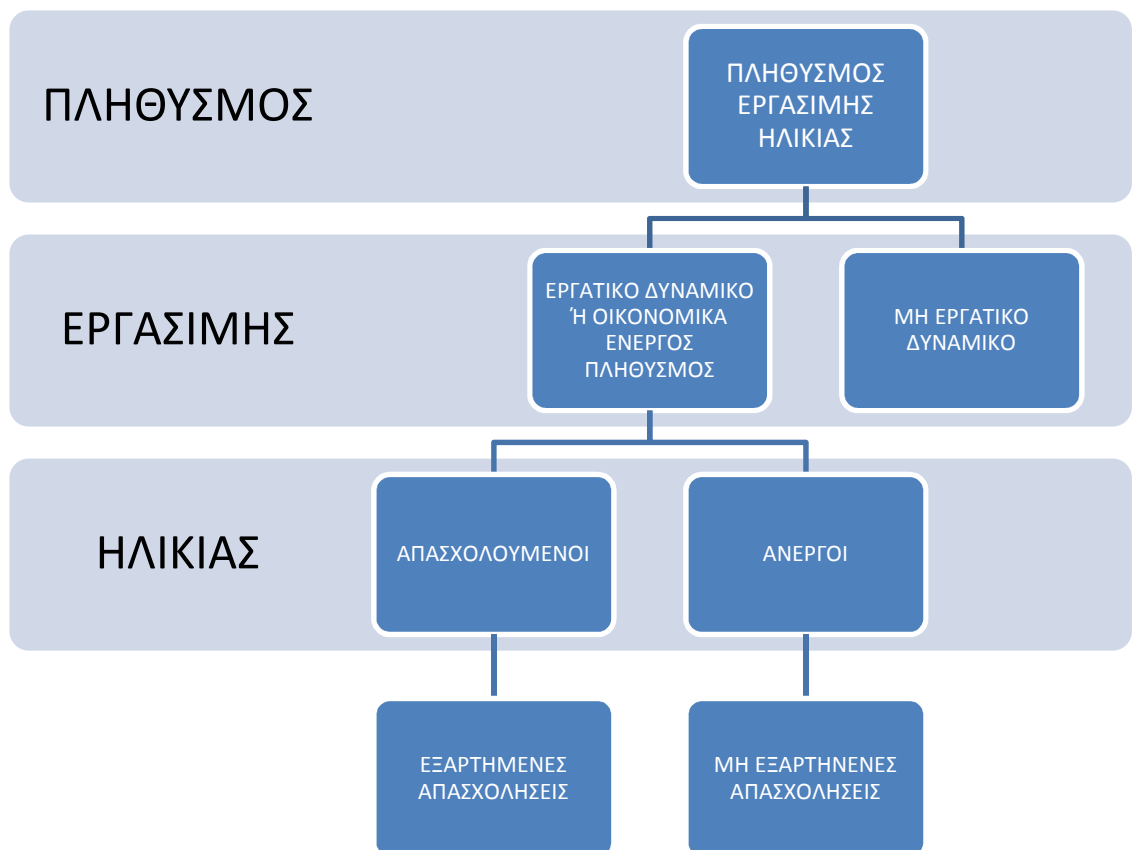 ΠΛΗΘΥΣΜΟΣ
ΠΛΗΘΥΣΜΟΣ
ΕΡΓΑΣΙΜΗΣ
ΗΛΙΚΙΑΣ
ΕΡΓΑΣΙΜΗΣ
ΕΡΓΑΤΙΚΟ ΔΥΝΑΜΙΚΟ
Ή ΟΙΚΟΝΟΜΙΚΑ
ΕΝΕΡΓΟΣ
ΠΛΗΘΥΣΜΟΣ
ΜΗ ΕΡΓΑΤΙΚΟ
ΔΥΝΑΜΙΚΟ
ΗΛΙΚΙΑΣ
ΑΠΑΣΧΟΛΟΥΜΕΝΟΙ
ΑΝΕΡΓΟΙ
ΕΞΑΡΤΗΜΕΝΕΣ
ΑΠΑΣΧΟΛΗΣΕΙΣ
ΜΗ ΕΞΑΡΤΗΝΕΝΕΣ
ΑΠΑΣΧΟΛΗΣΕΙΣ